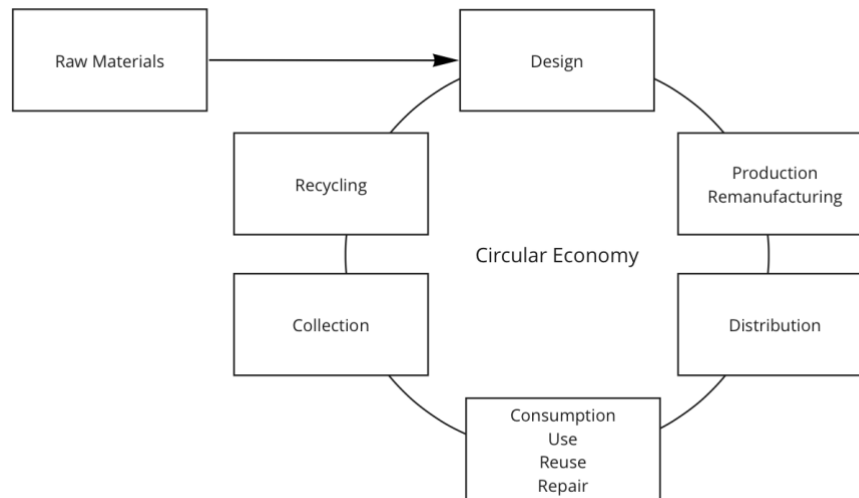 Raw Materials
Design
Production
Remanufacturing
Distribution
Consumption
Use
Reuse
Repair
Collection
Recycling
Circular Economy